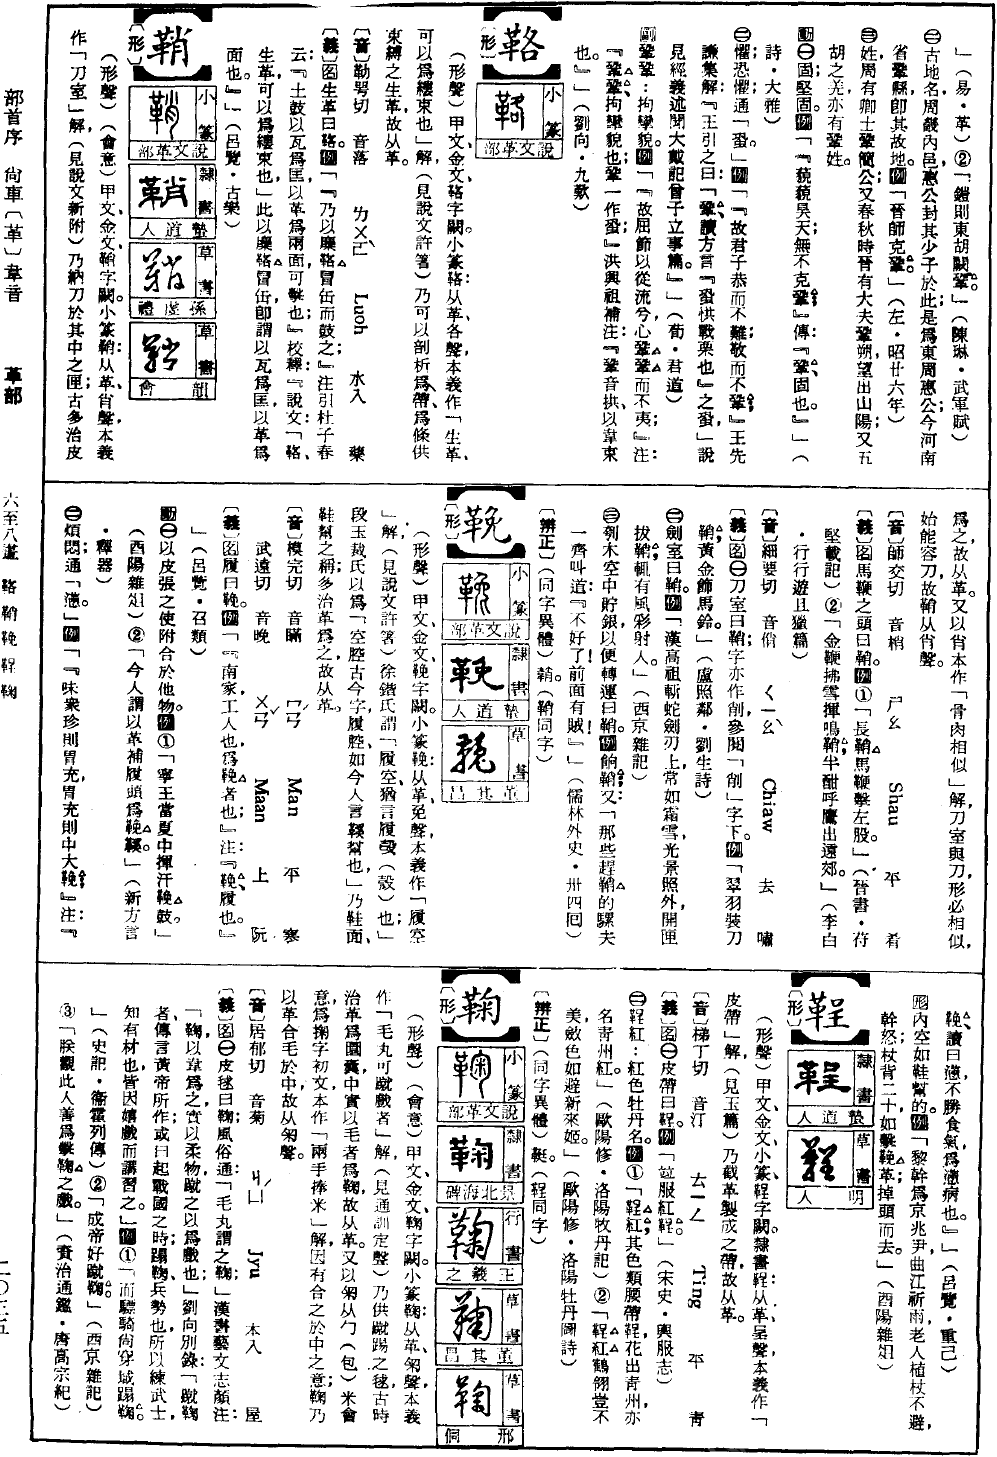 」(易·革)②「鎧則東胡闕鞏。」(陳琳·武軍賦)
㊁古地名周畿內邑惠公封其少子於此是爲東周惠公今河南
省鞏縣卽其故地。例「晉師克鞏。」(左·昭廿六年)
㊂姓周有卿士鞏簡公又春秋時晉有大夫鞏朔望出山陽又五
胡之羌亦有鞏姓。
動㊀固堅固。例「『藐藐昊天無不克鞏』傳『鞏固也。』」(
詩·大雅)
㊁懼恐懼通「蛩」例「『故君子恭而不難敬而不鞏』王先
謙集解『王引之曰「鞏讀方言『蛩㤨戰栗也』之蛩」說
見經義述聞大戴記曾子立事篇。』」(荀·君道)
副鞏鞏:拘攣貌。例「『故屈節以從流兮心鞏鞏而不夷』注:
『鞏鞏拘攣貌也鞏一作蛩』洪興祖補注:『鞏音拱以韋束
也。』」(劉向·九歎)
〔形〕鞈
小篆 說文革部
(形聲)甲文金文鞈字闕。小篆鞈:从革各聲,本義作「生革,
可以爲縷束也」解,(見說文許箸)乃可以剖析爲帶爲絛供
束縛之生革,故从革。
〔音〕勒男切 音落 ㄌㄨㄛˋ Luoh 水入 藥
〔義〕名生革曰鞈。例「『乃以麋鞈冒缶而鼓之』注引杜子春
云:『土鼓以瓦爲匡以革爲兩面可擊也』校釋:『說文「鞈、
生革可以爲縷束也」此以麋鞈冒缶卽謂以瓦爲匡以革爲
面也。』」(呂覽·古樂)
〔形〕鞘
小篆 說文革部
隸書 蟄道人
草書 孫虔禮
草書 韻會
(形聲)(會意)甲文、金文鞘字闕。小篆鞘:从革,肖聲,本義
作「刀室」解,(見說文新附)乃納刀於其中之匣;古多治皮
爲之,故从革。又以肖本作「骨肉相似」解,刀室與刀形必相似,
始能容刀故鞘从肖聲。
〔音〕師交切 音梢 ㄕㄠ Shau 平 肴
〔義〕名馬鞭之頭曰鞘。例①「長鞘馬鞭擊左股」(晉書·苻
堅載記)②「金鞭拂雪揮鳴鞘半酣呼鷹出遠郊。」(李白
·行行遊且獵篇)
〔音〕細要切 音俏 ㄑㄧㄠˋ Chiaw 去 嘯
〔義〕名㊀刀室曰鞘;字亦作削,參閱「削」字下。例「翠羽裝刀
鞘黃金飾馬鈴。」(盧照鄰·劉生詩)
㊁劍室曰鞘。例「漢高祖斬蛇劍刃上常如霜雪光景照外開匣
拔鞘輒有風彩射人。」(西京雜記)
㊂刳木空中貯銀以便轉運曰鞘。例餉鞘又「那些趕鞘的騾夫
一齊叫道:『不好了!前面有賊!』」(儒林外史·卅四回)
〔辨正〕(同字異體)䩠。(鞘同字)
〔形〕鞔
小篆 說文革部
隸書 蟄道人
草書 董其昌
(形聲)甲文金文鞔字闕。小篆鞔:从革免聲,本義作「履空
」解,(見說文許箸)徐鍇氏謂「履空猶言履㲉(殼)也」;
段玉裁氏以爲「空腔古今字履腔如今人言鞵幫也」乃鞋面、
鞋幫之稱,多治革爲之故从革。
〔音〕模完切 音瞞 ㄇㄢˊ Man 平 寒
武遠切 音晚 ㄨㄢˇ Maan 上 阮
〔義〕名履曰鞔。例「『南家工人也爲鞔者也』注『鞔履也。』
」(呂覽·召類)
動㊀以皮張之使附合於他物。例①「寧王當夏中揮汗鞔鼓。」
(酉陽雜俎)②「今人謂以革補履頭爲鞔鞵。」(新方言
·釋器)
㊁煩悶通「懣。」例「『味衆珍則胃充,胃充則中大鞔』注:『
鞔讀曰懣不勝食氣爲懣病也。』」(呂覽·重己)
形內空如鞋幫的。例「黎幹爲京兆尹曲江祈雨老人植杖不避,
幹怒杖背二十如擊鞔革掉頭而去。」(酉陽雜俎)
〔形〕鞓
隸書 蟄道人
草書 明人
(形聲)甲文、金文、小篆鞓字闕。隸書鞓:从革,呈聲,本義作「
皮帶」解,(見玉篇)乃截革製成之帶,故从革。
〔音〕梯丁切 音汀 ㄊㄧㄥ Ting 平 青
〔義〕名㊀皮帶曰鞓。例「竝服紅鞓。」(宋史·輿服志)
㊁鞓紅:紅色牡丹名。例①「鞓紅其色類腰帶鞓花出青州亦
名青州紅」(歐陽修·洛陽牧丹記)②「鞓紅鶴翎豈不
美斂色如避新來姬。」(歐陽修·洛陽牡丹圖詩)
〔辨正〕(同字異體)䩠。(鞓同字)
〔形〕鞠
小篆 說文革部
隸書 景北海碑
行書 王羲之
草書 董其昌
草書 邢侗
(形聲)(會意)甲文、金文、鞠字闕。小篆鞠:从革,匊聲,本義
作「毛丸可蹴戲者」解,(見通訓定聲)乃供蹴踢之毬,古時
治革爲圜囊,中實以毛者爲鞠,故从革。又以匊从勹(包)米會
意,爲掬字初文,本作「兩手捧米」解,因有合之於中之意;鞠乃
以革合毛於中,故从匊聲。
〔音〕居郁切 音菊 ㄐㄩˊ Jyu 本入 屋
〔義〕名㊀皮毬曰鞠風俗通「毛丸謂之鞠」漢書藝文志顏注:
「鞠以韋爲之實以柔物蹴之以爲戲也」劉向別錄:「蹴鞠
者傳言黃帝所作或曰起戰國之時蹋鞠兵勢也所以練武士,
知有材也皆因嬉戲而講習之。」例①「而驃騎尙穿域蹋鞠。
」(史記·衞霍列傳)②「成帝好蹴鞠。」(西京雜記)
③「朕觀此人善爲擊鞠之戲。」(資治通鑑·唐高宗紀)
部首序 尙車〔革〕韋音 革部 六至八畫 鞈鞘鞔鞓鞠 二〇三五